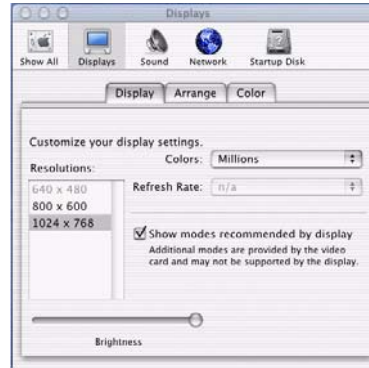 Displays
Show All Displays Sound Network Startup Disk
Display Arrange Color
Customize your display settings.
Colors: Millions
Resolutions:
Refresh Rate: n/a
640 x 480
800 x 600
1024 x 768
Show modes recommended by display
Additional modes are provided by the video
card and may not be supported by the display.
Brightness